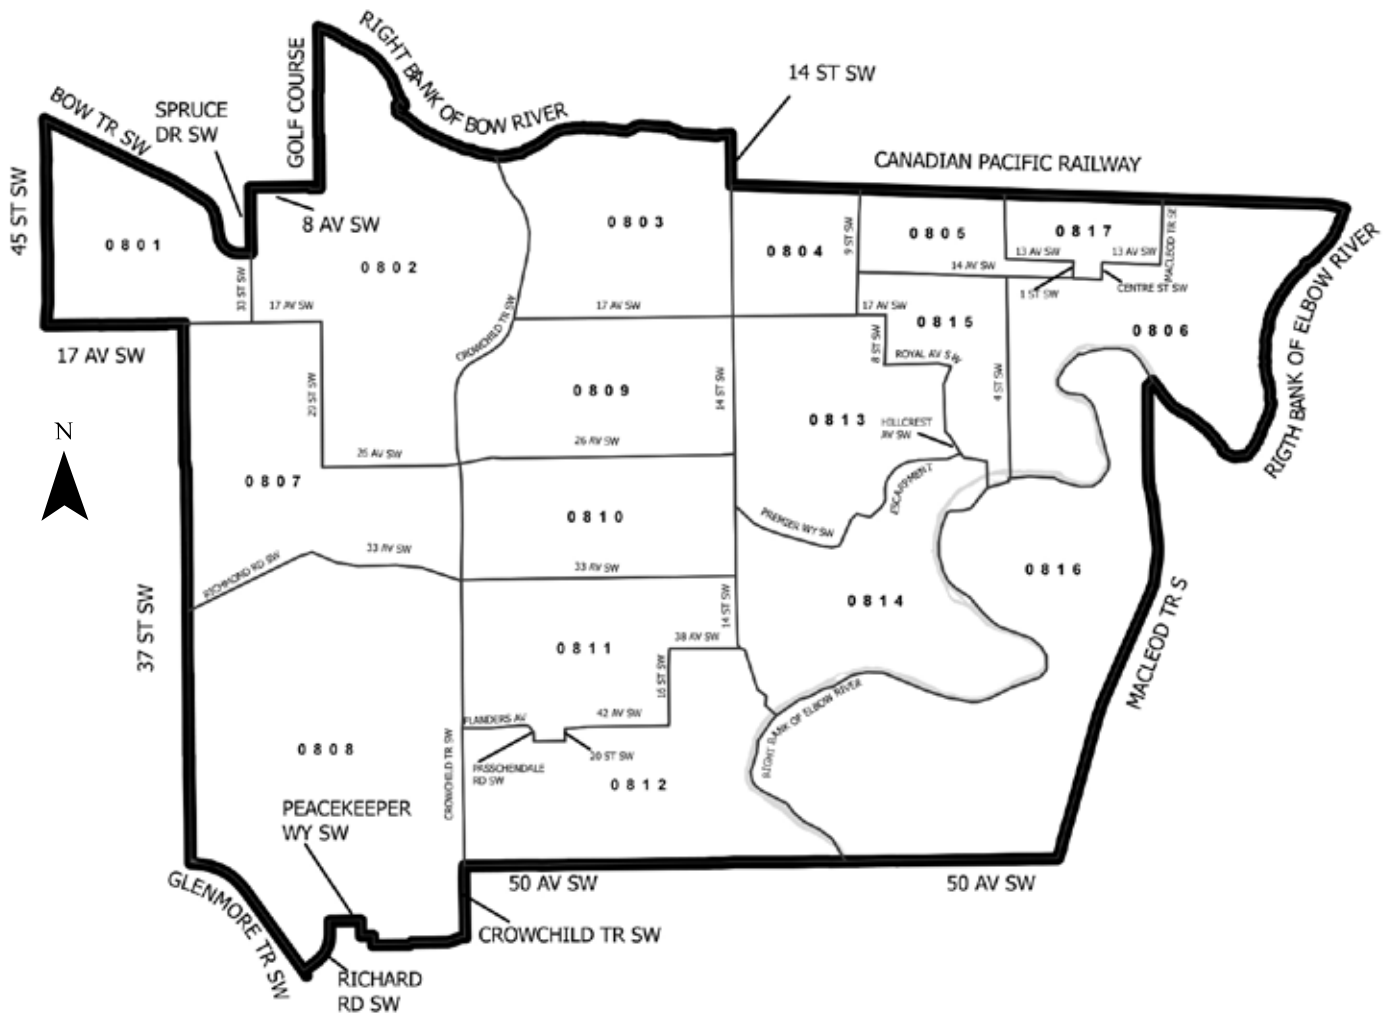 RIGHT BANK OF BOW RIVER
GOLF COURSE
14 ST SW
BOW TR SW
SPRUCE
DR SW
CANADIAN PACIFIC RAILWAY
45 ST SW
8 AV SW
0801
0802
0803
0804
0805
0817
9 ST SW
13 AV SW
13 AV SW
MACLEOD TR SE
14 AV SW
1 ST SW
CENTRE ST SW
RIGTH BANK OF ELBOW RIVER
33 ST SW
17 AV SW
17 AV SW
17 AV SW
CROWCHILD TR SW
0815
0806
8 ST SW
ROYAL AV SW
17 AV SW
29 ST SW
0809
14 ST SW
4 ST SW
0813
HILLCREST
AV SW
N
26 AV SW
26 AV SW
0807
ESCARPMENT
0810
PREMIER WY SW
33 AV SW
33 AV SW
RICHMOND RD SW
0816
0814
14 ST SW
37 ST SW
38 AV SW
0811
16 ST SW
MACLEOD TR S
FLANDERS AV
42 AV SW
RIGHT BANK OF ELBOW RIVER
0808
CROWCHILD TR SW
PASSCHENDALE
RD SW
20 ST SW
0812
PEACEKEEPER
WY SW
GLENMORE TR SW
50 AV SW
50 AV SW
CROWCHILD TR SW
RICHARD
RD SW